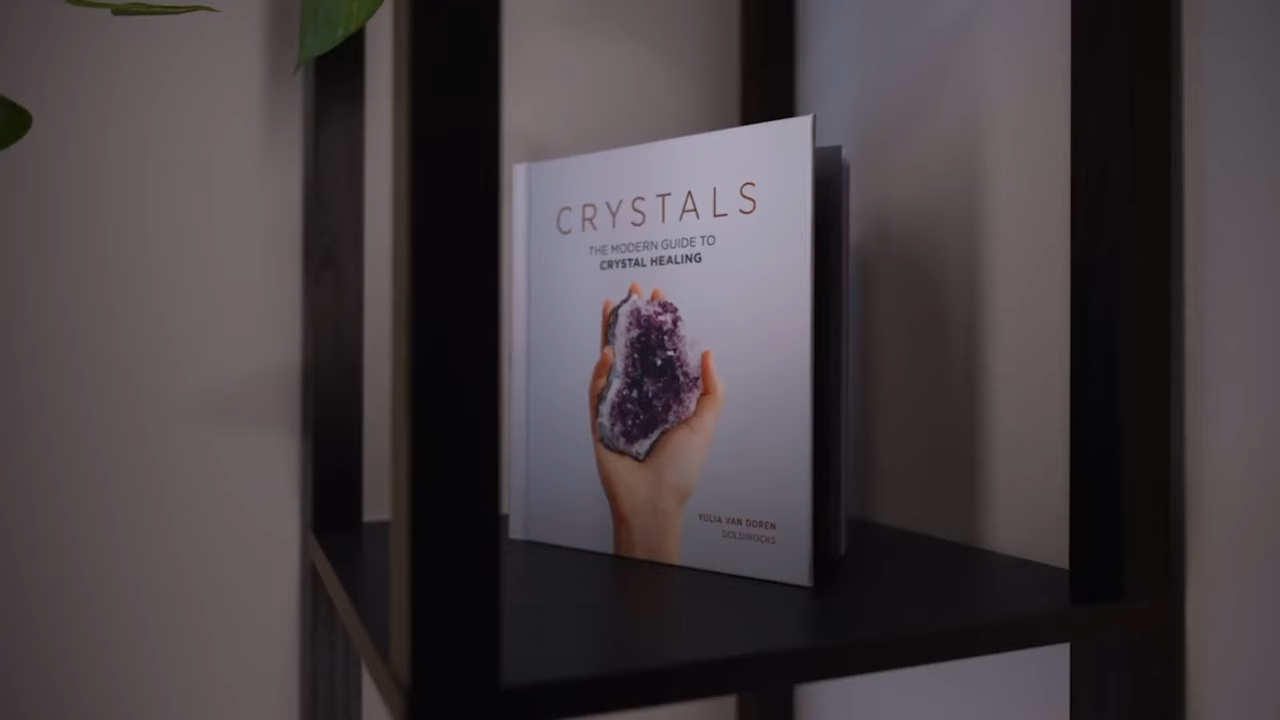 CRYSTALS
THE MODERN GUIDE TO
CRYSTAL HEALING
YULIA VAN DOREN
GOLDIROCKS